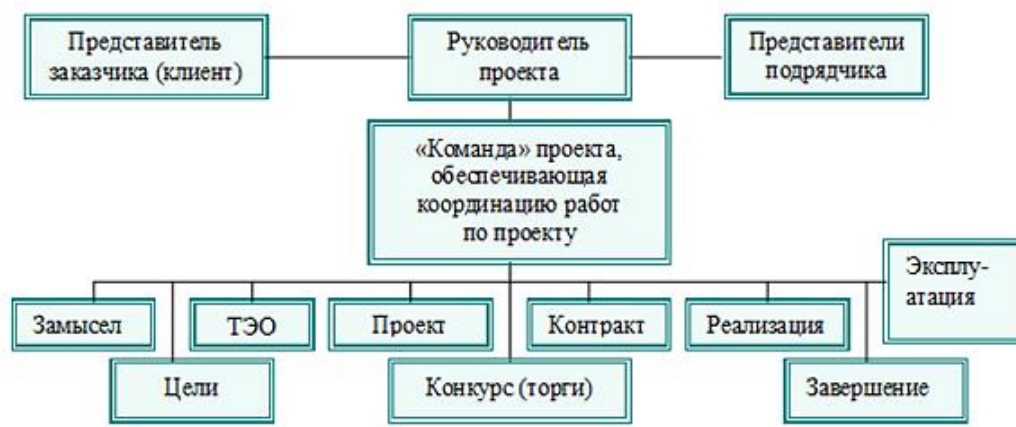 Представитель
заказчика (клиент)
Руководитель
проекта
Представители
подрядчика
«Команда» проекта,
обеспечивающая
координацию работ
по проекту
Эксплу-
атация
Замысел
ТЭО
Проект
Контракт
Реализация
Цели
Конкурс (торги)
Завершение